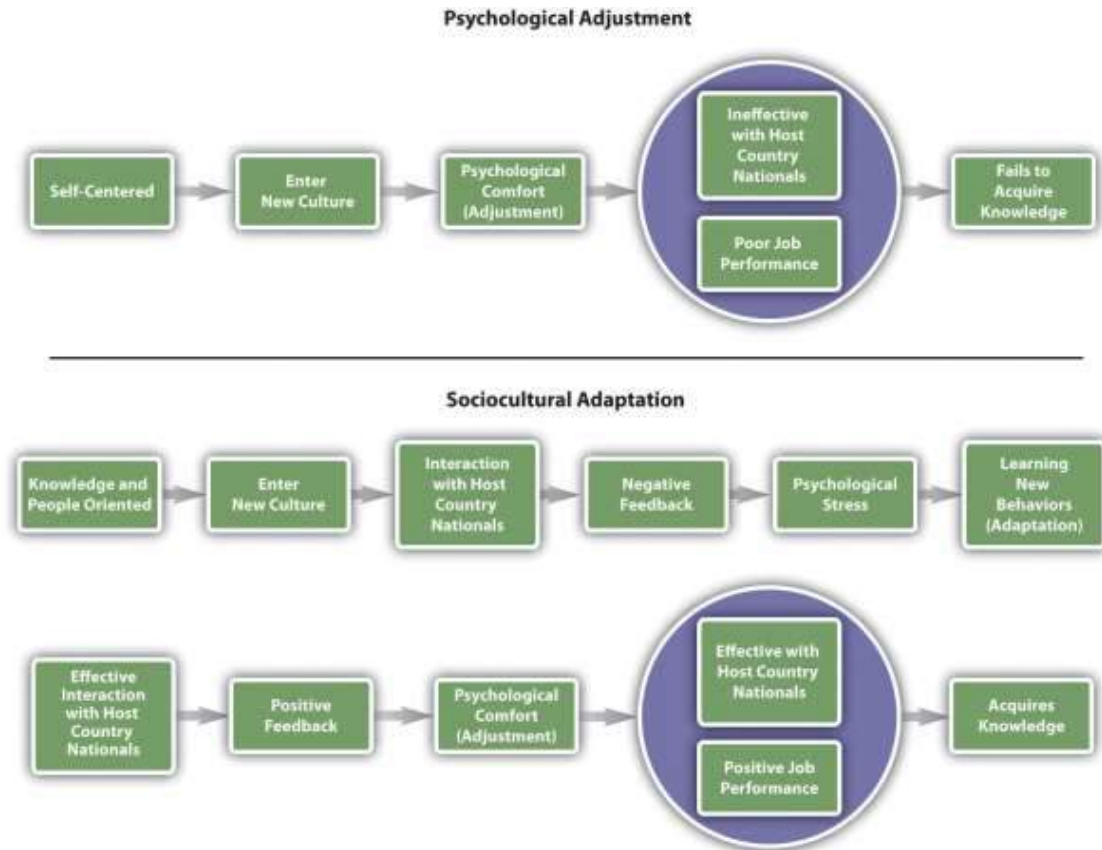 Psychological Adjustment
Self-Centered
Enter
New Culture
Psychological
Comfort
(Adjustment)
Ineffective
with Host
Country
Nationals
Poor Job
Performance
Fails to
Acquire
Knowledge
Sociocultural Adaptation
Knowledge and
People Oriented
Enter
New Culture
Interaction
with Host
Country
Nationals
Negative
Feedback
Psychological
Stress
Learning
New
Behaviors
(Adaptation)
Effective
Interaction
with Host
Country
Nationals
Positive
Feedback
Psychological
Comfort
(Adjustment)
Effective with
Host Country
Nationals
Positive Job
Performance
Acquires
Knowledge